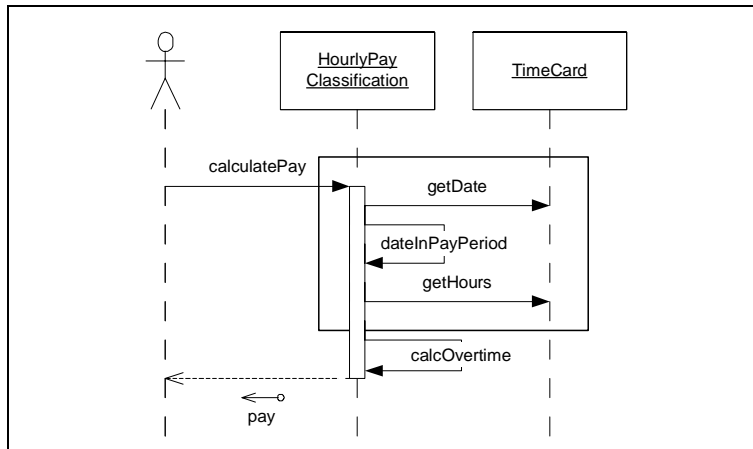 HourlyPay
Classification
TimeCard
calculatePay
getDate
dateInPayPeriod
getHours
calcOvertime
pay